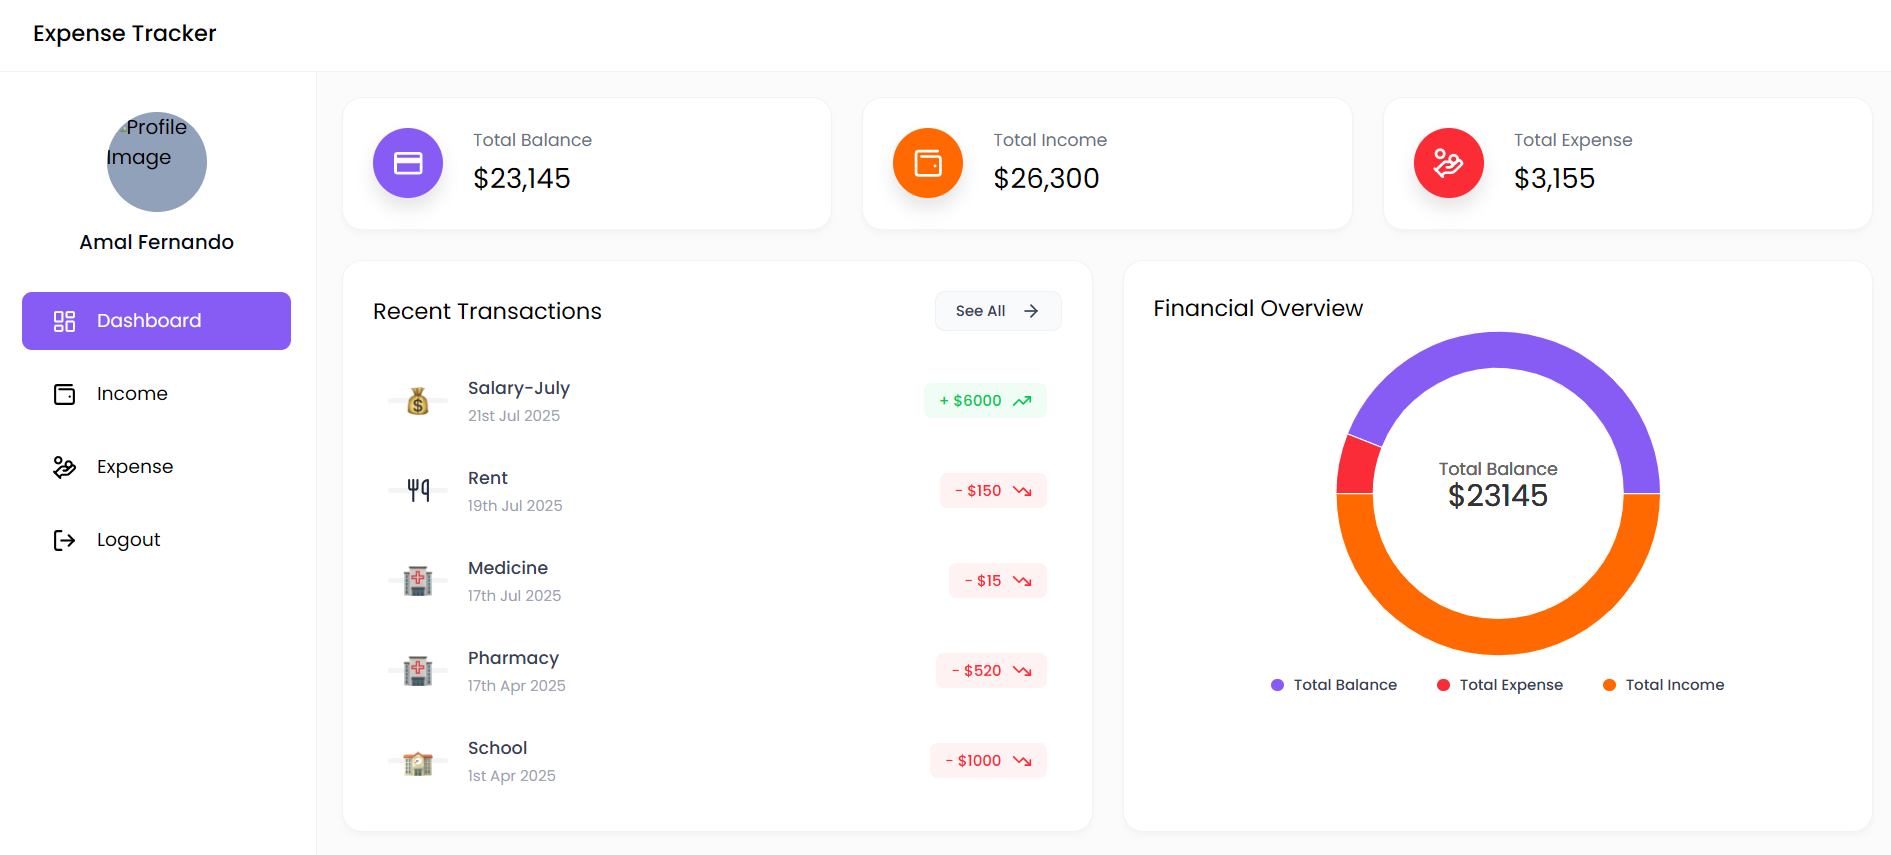 Expense Tracker
Profile
Image
Amal Fernando
Dashboard
Income
Expense
Logout
Total Balance
$23,145
Total Income
$26,300
Total Expense
$3,155
Recent Transactions
See All
Salary-July
21st Jul 2025
+ $6000
Rent
19th Jul 2025
- $150
Medicine
17th Jul 2025
- $15
Pharmacy
17th Apr 2025
- $520
School
1st Apr 2025
- $1000
Financial Overview
Total Balance
$23145
Total Balance
Total Expense
Total Income